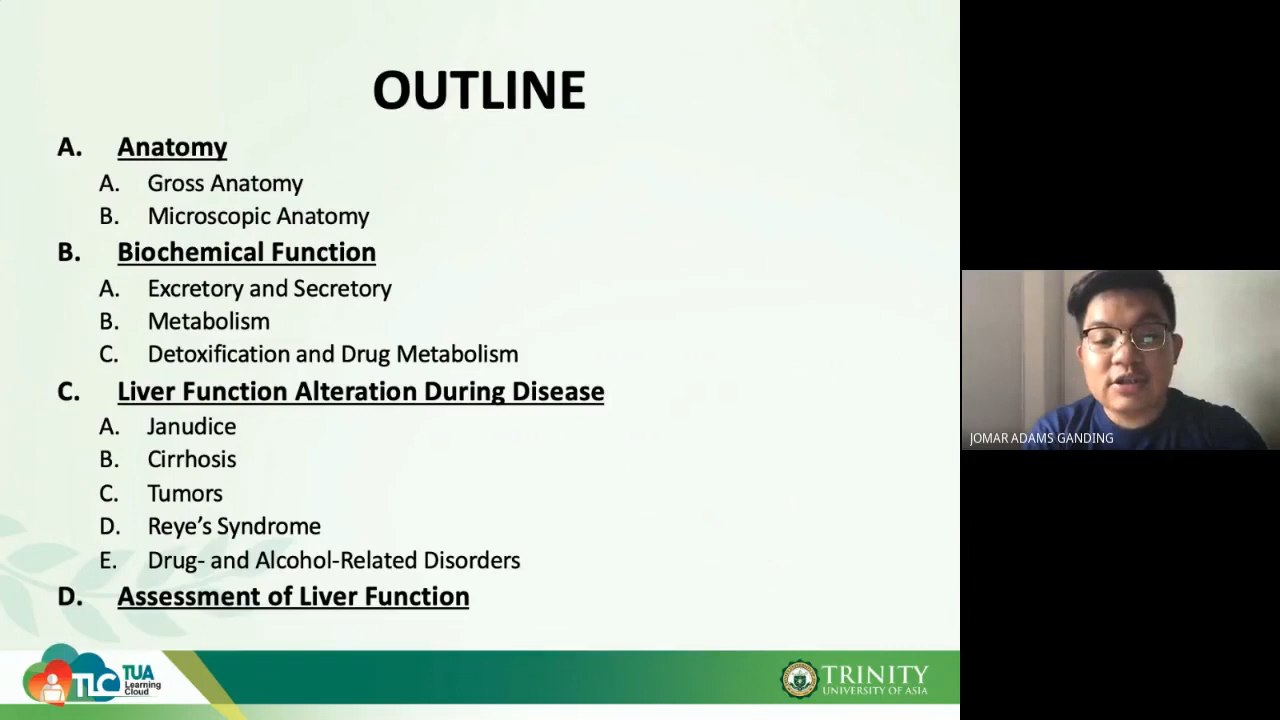 OUTLINE
A. Anatomy
A. Gross Anatomy
B. Microscopic Anatomy
B. Biochemical Function
A. Excretory and Secretory
B. Metabolism
C. Detoxification and Drug Metabolism
C. Liver Function Alteration During Disease
A. Janudice
B. Cirrhosis
C. Tumors
D. Reye's Syndrome
E. Drug- and Alcohol-Related Disorders
D. Assessment of Liver Function
JOMAR ADAMS GANDING
TLC
TUA
Learning
Cloud
TRINITY
UNIVERSITY OF ASIA